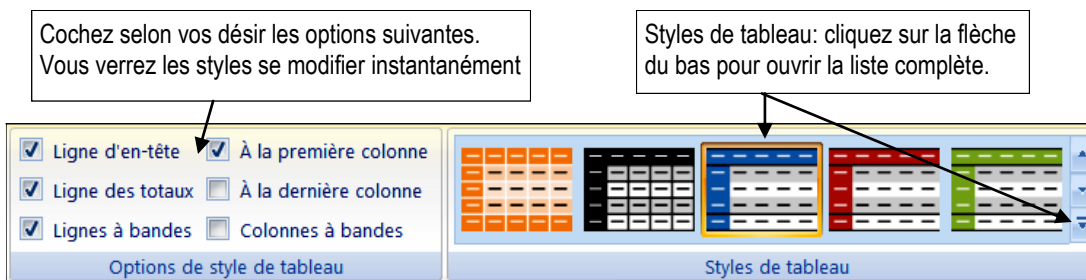 Cochez selon vos désir les options suivantes.
Vous verrez les styles se modifier instantanément
Styles de tableau: cliquez sur la flèche
du bas pour ouvrir la liste complète.
Ligne d'en-tête
À la première colonne
Ligne des totaux
À la dernière colonne
Lignes à bandes
Colonnes à bandes
Options de style de tableau
Styles de tableau